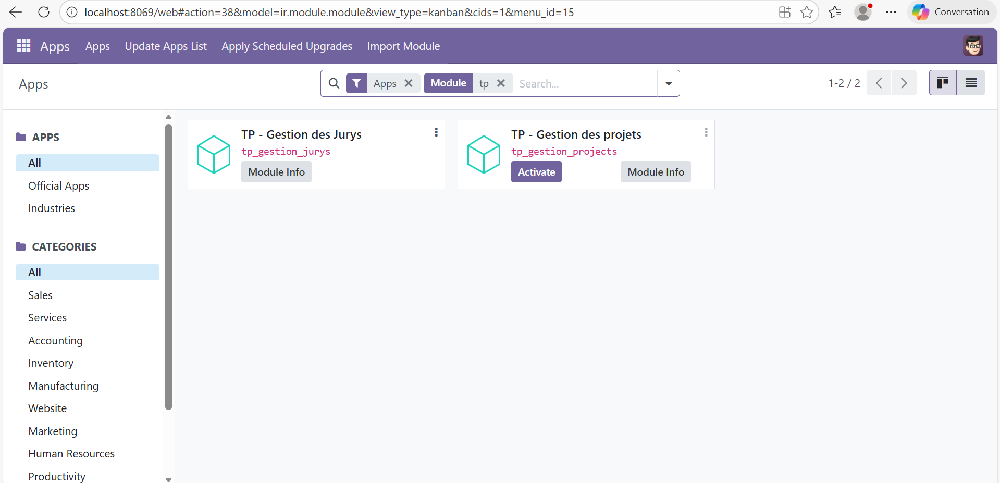 localhost:8069/web#action=38&model=ir.module.module&view_type=kanban&cids=1&menu_id=15
Conversation
Apps Apps Update Apps List Apply Scheduled Upgrades Import Module
Apps
Apps Module tp Search...
1-2 / 2
APPS
All
Official Apps
Industries
CATEGORIES
All
Sales
Services
Accounting
Inventory
Manufacturing
Website
Marketing
Human Resources
Productivity
TP - Gestion des Jurys
tp_gestion_jurys
Module Info
TP - Gestion des projets
tp_gestion_projects
Activate Module Info